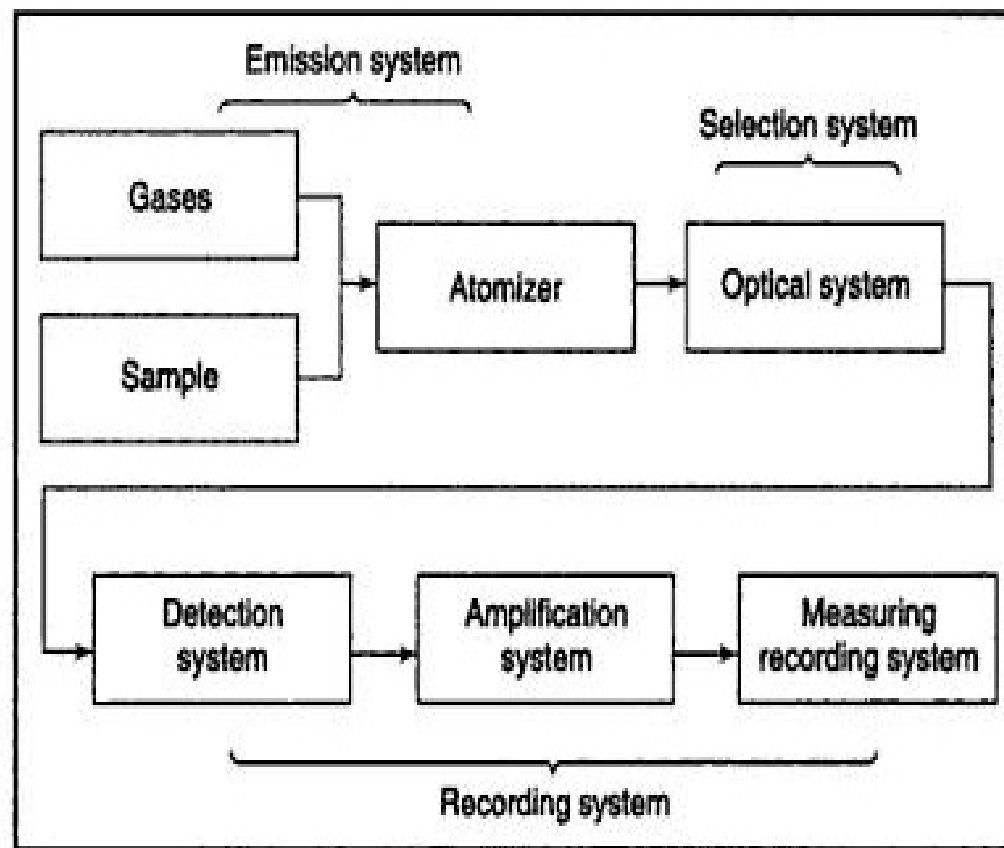 Emission system
Selection system
Gases
Atomizer
Optical system
Sample
Detection
system
Amplification
system
Measuring
recording system
Recording system